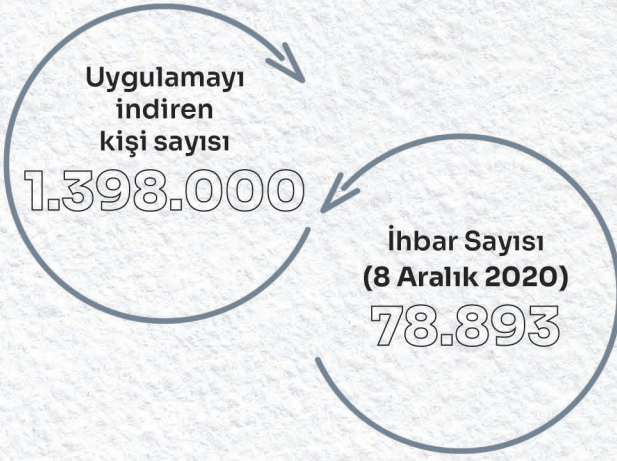 Uygulamayı
indiren
kişi sayısı
1.398.000
İhbar Sayısı
(8 Aralık 2020)
78.893